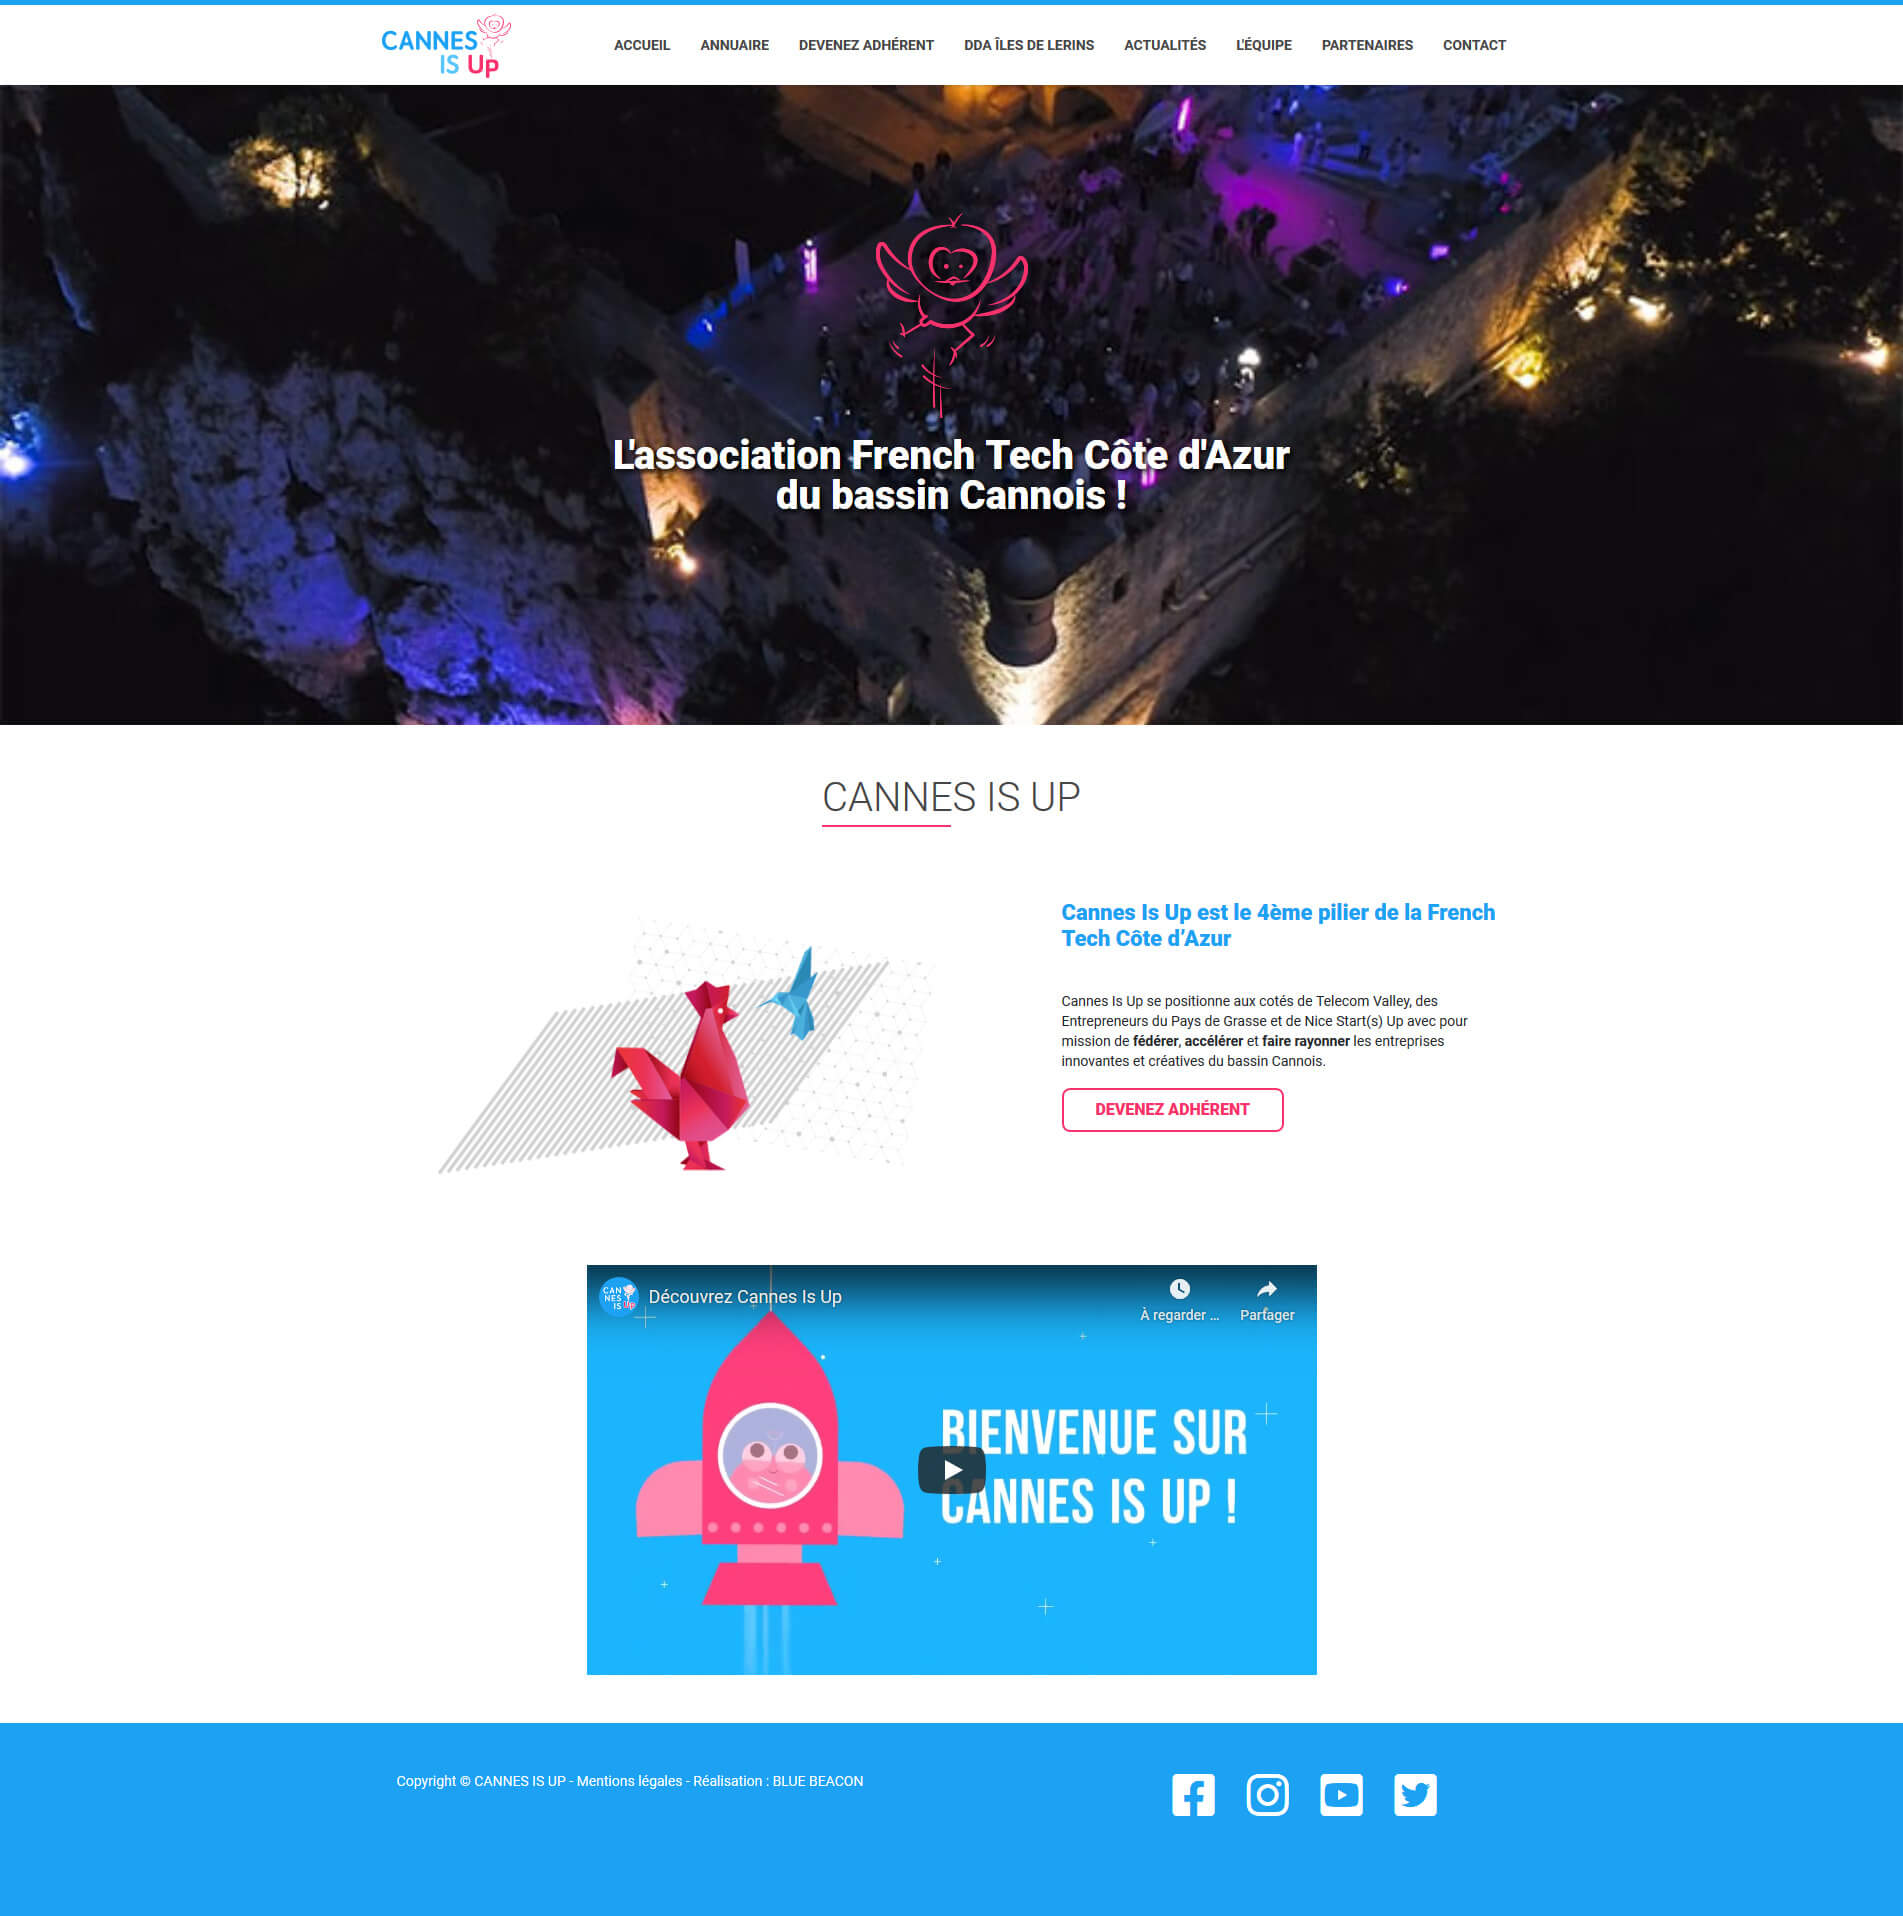 CANNES
IS UP
ACCUEIL ANNUAIRE DEVENEZ ADHÉRENT DDA ÎLES DE LERINS ACTUALITÉS L'ÉQUIPE PARTENAIRES CONTACT
L'association French Tech Côte d'Azur
du bassin Cannois !
CANNES IS UP
Cannes Is Up est le 4ème pilier de la French
Tech Côte d’Azur
Cannes Is Up se positionne aux cotés de Telecom Valley, des
Entrepreneurs du Pays de Grasse et de Nice Start(s) Up avec pour
mission de fédérer, accélérer et faire rayonner les entreprises
innovantes et créatives du bassin Cannois.
DEVENEZ ADHÉRENT
CAN
NES
IS UP
Découvrez Cannes Is Up
À regarder ...
Partager
BIENVENUE SUR
CANNES IS UP !
Copyright © CANNES IS UP - Mentions légales - Réalisation : BLUE BEACON